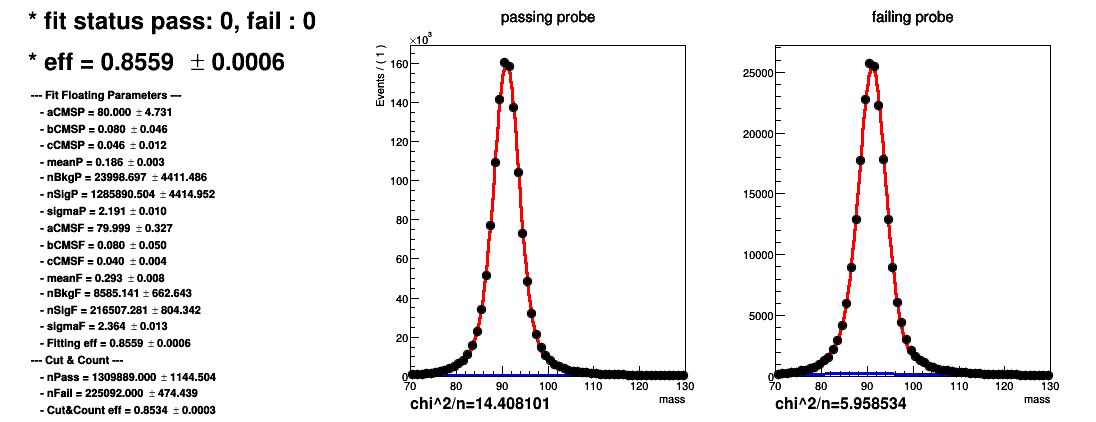 * fit status pass: 0, fail : 0
* eff = 0.8559 ± 0.0006
--- Fit Floating Parameters ---
- aCMSP = 80.000 ± 4.731
- bCMSP = 0.080 ± 0.046
- cCMSP = 0.046 ± 0.012
- meanP = 0.186 ± 0.003
- nBkgP = 23998.697 ± 4411.486
- nSigP = 1285890.504 ± 4414.952
- sigmaP = 2.191 ± 0.010
- aCMSF = 79.999 ± 0.327
- bCMSF = 0.080 ± 0.050
- cCMSF = 0.040 ± 0.004
- meanF = 0.293 ± 0.008
- nBkgF = 8585.141 ± 662.643
- nSigF = 216507.281 ± 804.342
- sigmaF = 2.364 ± 0.013
- Fitting eff = 0.8559 ± 0.0006
--- Cut & Count ---
- nPass = 1309889.000 ± 1144.504
- nFail = 225092.000 ± 474.439
- Cut&Count eff = 0.8534 ± 0.0003
passing probe
×10³
Events / ( 1 )
160
140
120
100
80
60
40
20
0
70 80 90 100 110 120 130
mass
chi^2/n=14.408101
failing probe
25000
20000
15000
10000
5000
0
70 80 90 100 110 120 130
mass
chi^2/n=5.958534